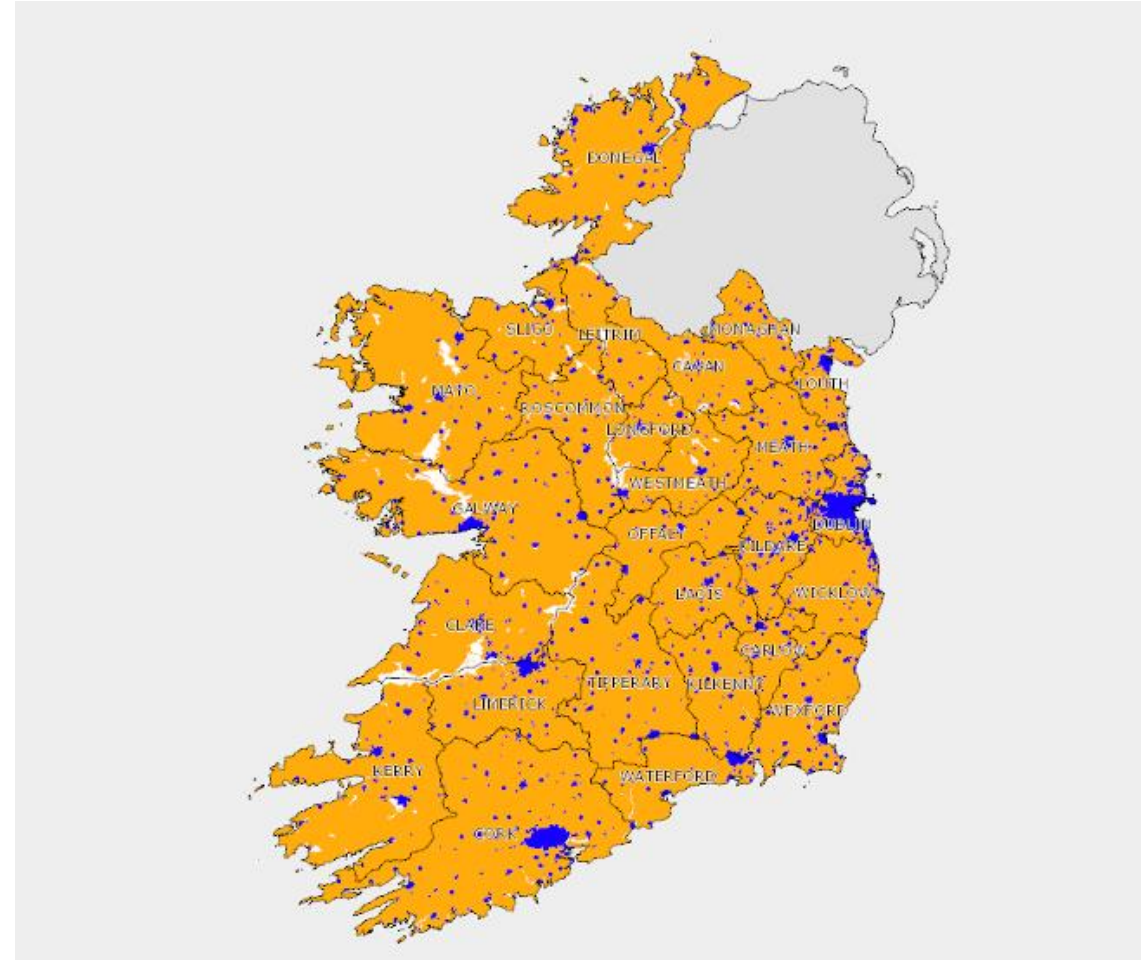 DONEGAL
SLIGO
LEITRIM
MONAGHAN
CAVAN
LOUTH
MAYO
ROSCOMMON
LONGFORD
MEATH
WESTMEATH
GALWAY
DUBLIN
OFFALY
KILDARE
LAOIS
WICKLOW
CLARE
CARLOW
TIPPERARY
KILKENNY
LIMERICK
WEXFORD
KERRY
WATERFORD
CORK